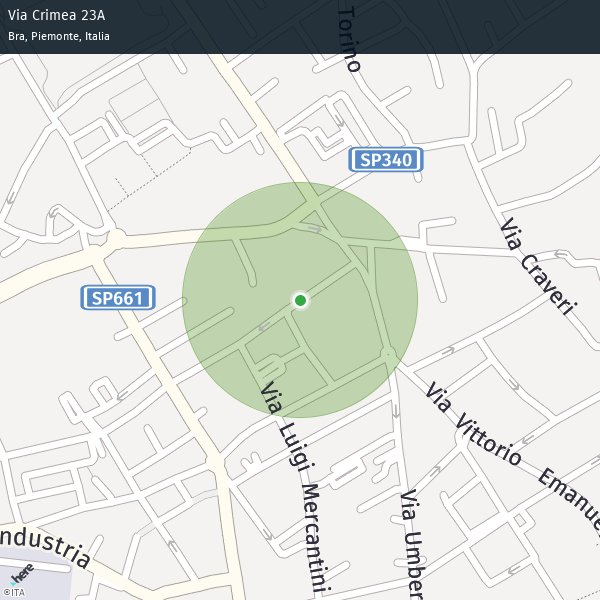 Via Crimea 23A
Bra, Piemonte, Italia
Torino
SP340
Via Craveri
SP661
Via Luigi Mercantini
Via Vittorio Emanue
Via Umber
ndustria
here
©ITA